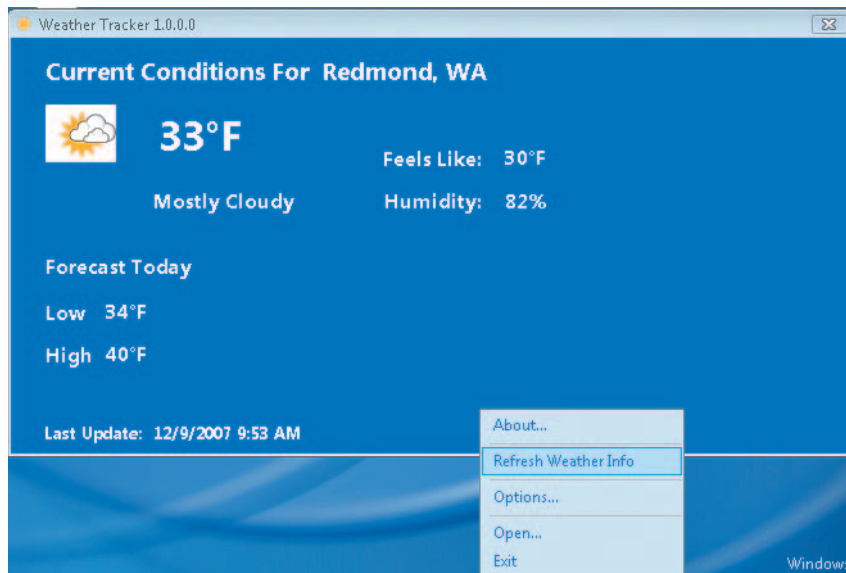 Weather Tracker 1.0.0.0
Current Conditions For Redmond, WA
33°F
Feels Like: 30°F
Mostly Cloudy
Humidity: 82%
Forecast Today
Low 34°F
High 40°F
Last Update: 12/9/2007 9:53 AM
About...
Refresh Weather Info
Options...
Open...
Exit